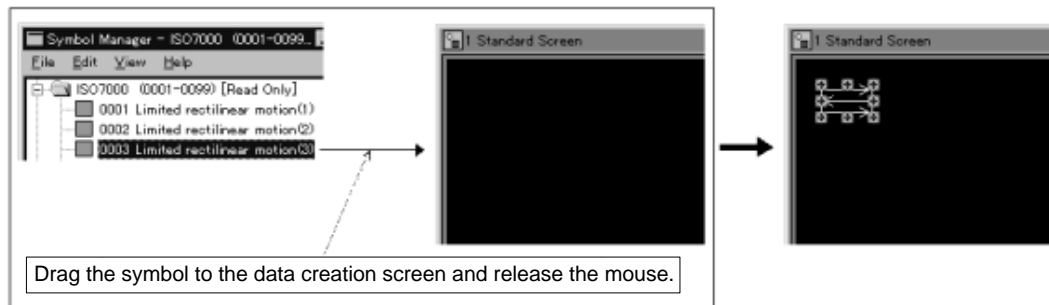 Symbol Manager - ISO7000 (0001-0099...
File Edit View Help
ISO7000 (0001-0099) [Read Only]
0001 Limited rectilinear motion(1)
0002 Limited rectilinear motion(2)
0003 Limited rectilinear motion(3)
1 Standard Screen
1 Standard Screen
Drag the symbol to the data creation screen and release the mouse.